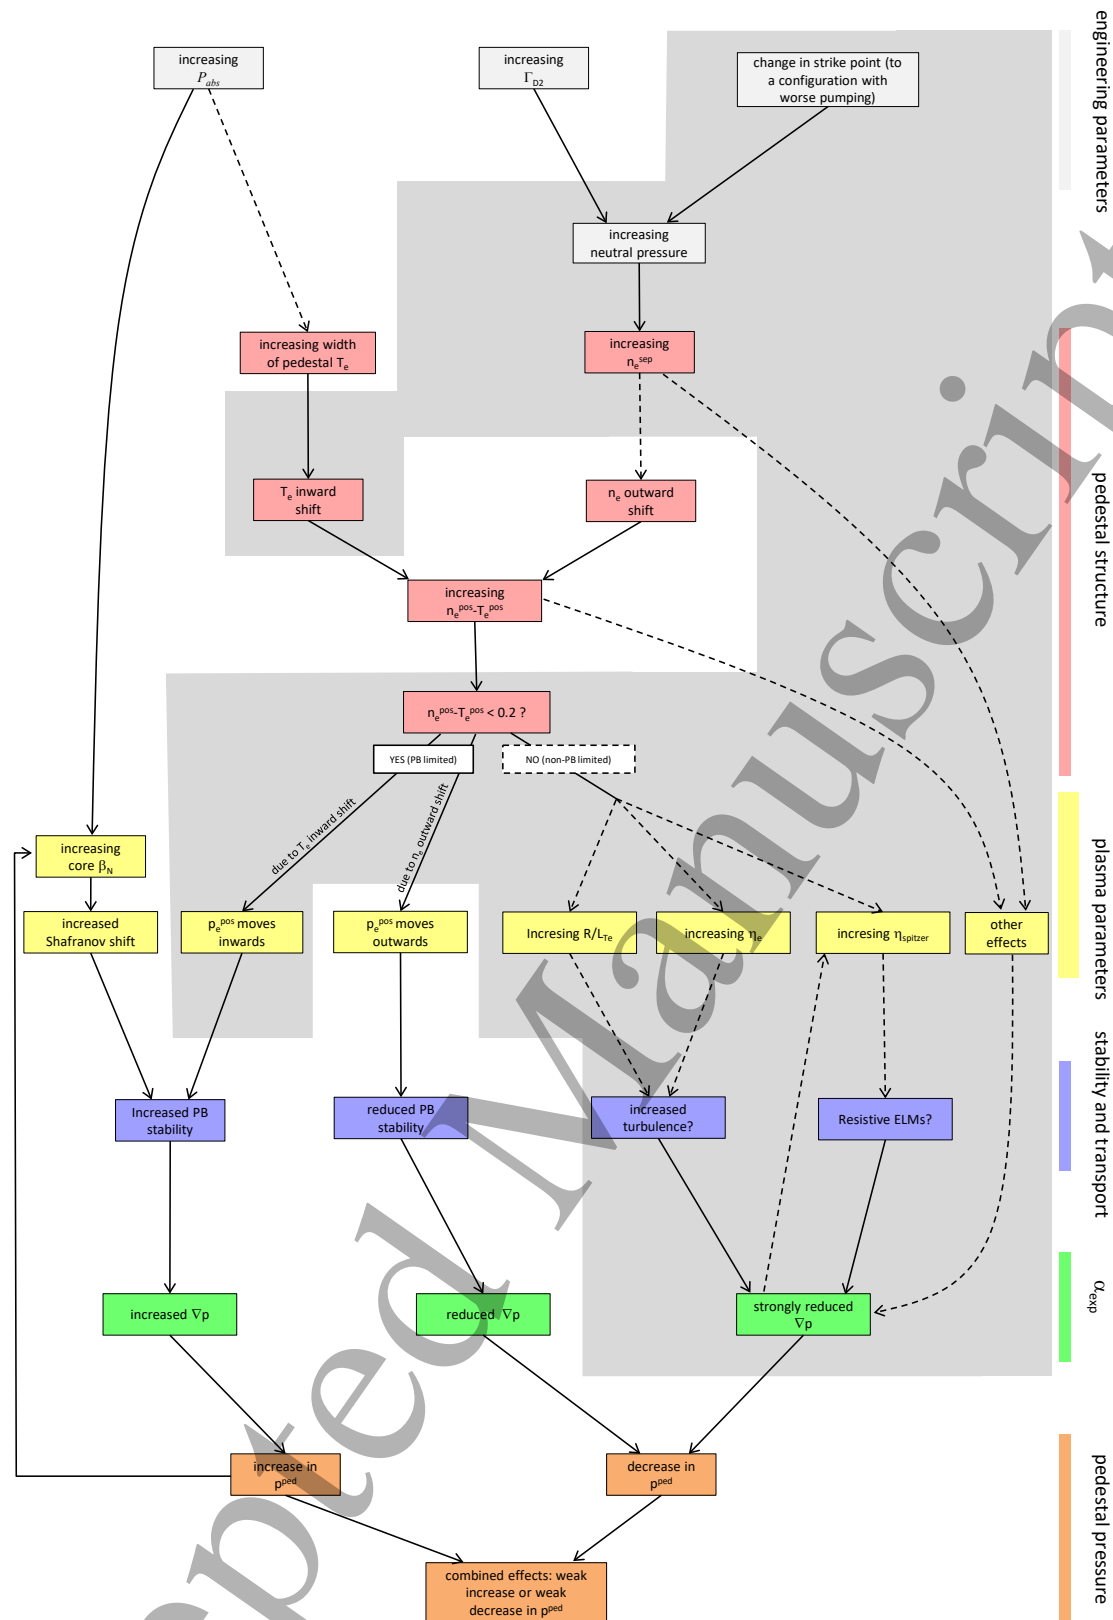 increasing
P_abs
increasing
Γ_D2
change in strike point (to
a configuration with
worse pumping)
engineering parameters
increasing
neutral pressure
increasing width
of pedestal T_e
increasing
n_e^sep
T_e inward
shift
n_e outward
shift
pedestal structure
increasing
n_e^pos-T_e^pos
n_e^pos-T_e^pos < 0.2 ?
YES (PB limited)
NO (non-PB limited)
due to T_e inward shift
due to n_e outward shift
increasing
core β_N
increased
Shafranov shift
p_e^pos moves
inwards
p_e^pos moves
outwards
Incresing R/L_Te
increasing η_e
incresing η_spitzer
other
effects
plasma parameters
Increased PB
stability
reduced PB
stability
increased
turbulence?
Resistive ELMs?
stability and transport
increased ∇p
reduced ∇p
strongly reduced
∇p
α_exp
increase in
p^ped
decrease in
p^ped
combined effects: weak
increase or weak
decrease in p^ped
pedestal pressure
pted Manuscript